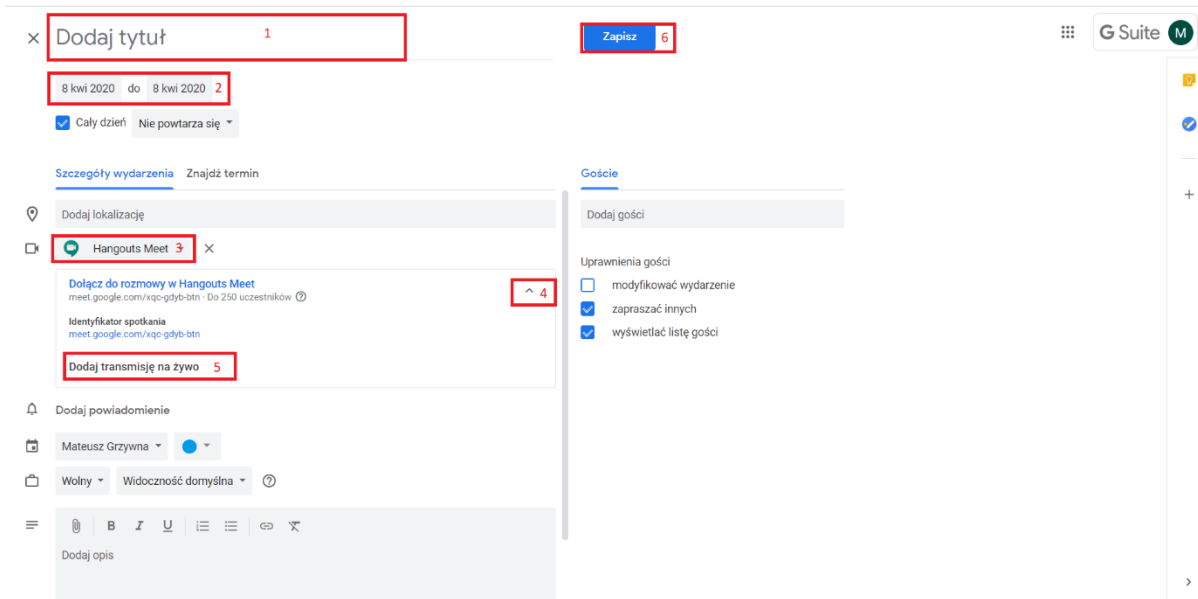 Dodaj tytuł 1
Zapisz 6
G Suite M
8 kwi 2020 do 8 kwi 2020 2
Cały dzień Nie powtarza się
Szczegóły wydarzenia Znajdź termin
Goście
Dodaj lokalizację
Dodaj gości
Hangouts Meet 3
Dołącz do rozmowy w Hangouts Meet
meet.google.com/xqc-gdyb-btn · Do 250 uczestników
4
Identyfikator spotkania
meet.google.com/xqc-gdyb-btn
Dodaj transmisję na żywo 5
Uprawnienia gości
modyfikować wydarzenie
zapraszać innych
wyświetlać listę gości
Dodaj powiadomienie
Mateusz Grzywna
Wolny Widoczność domyślna
B I U
Dodaj opis